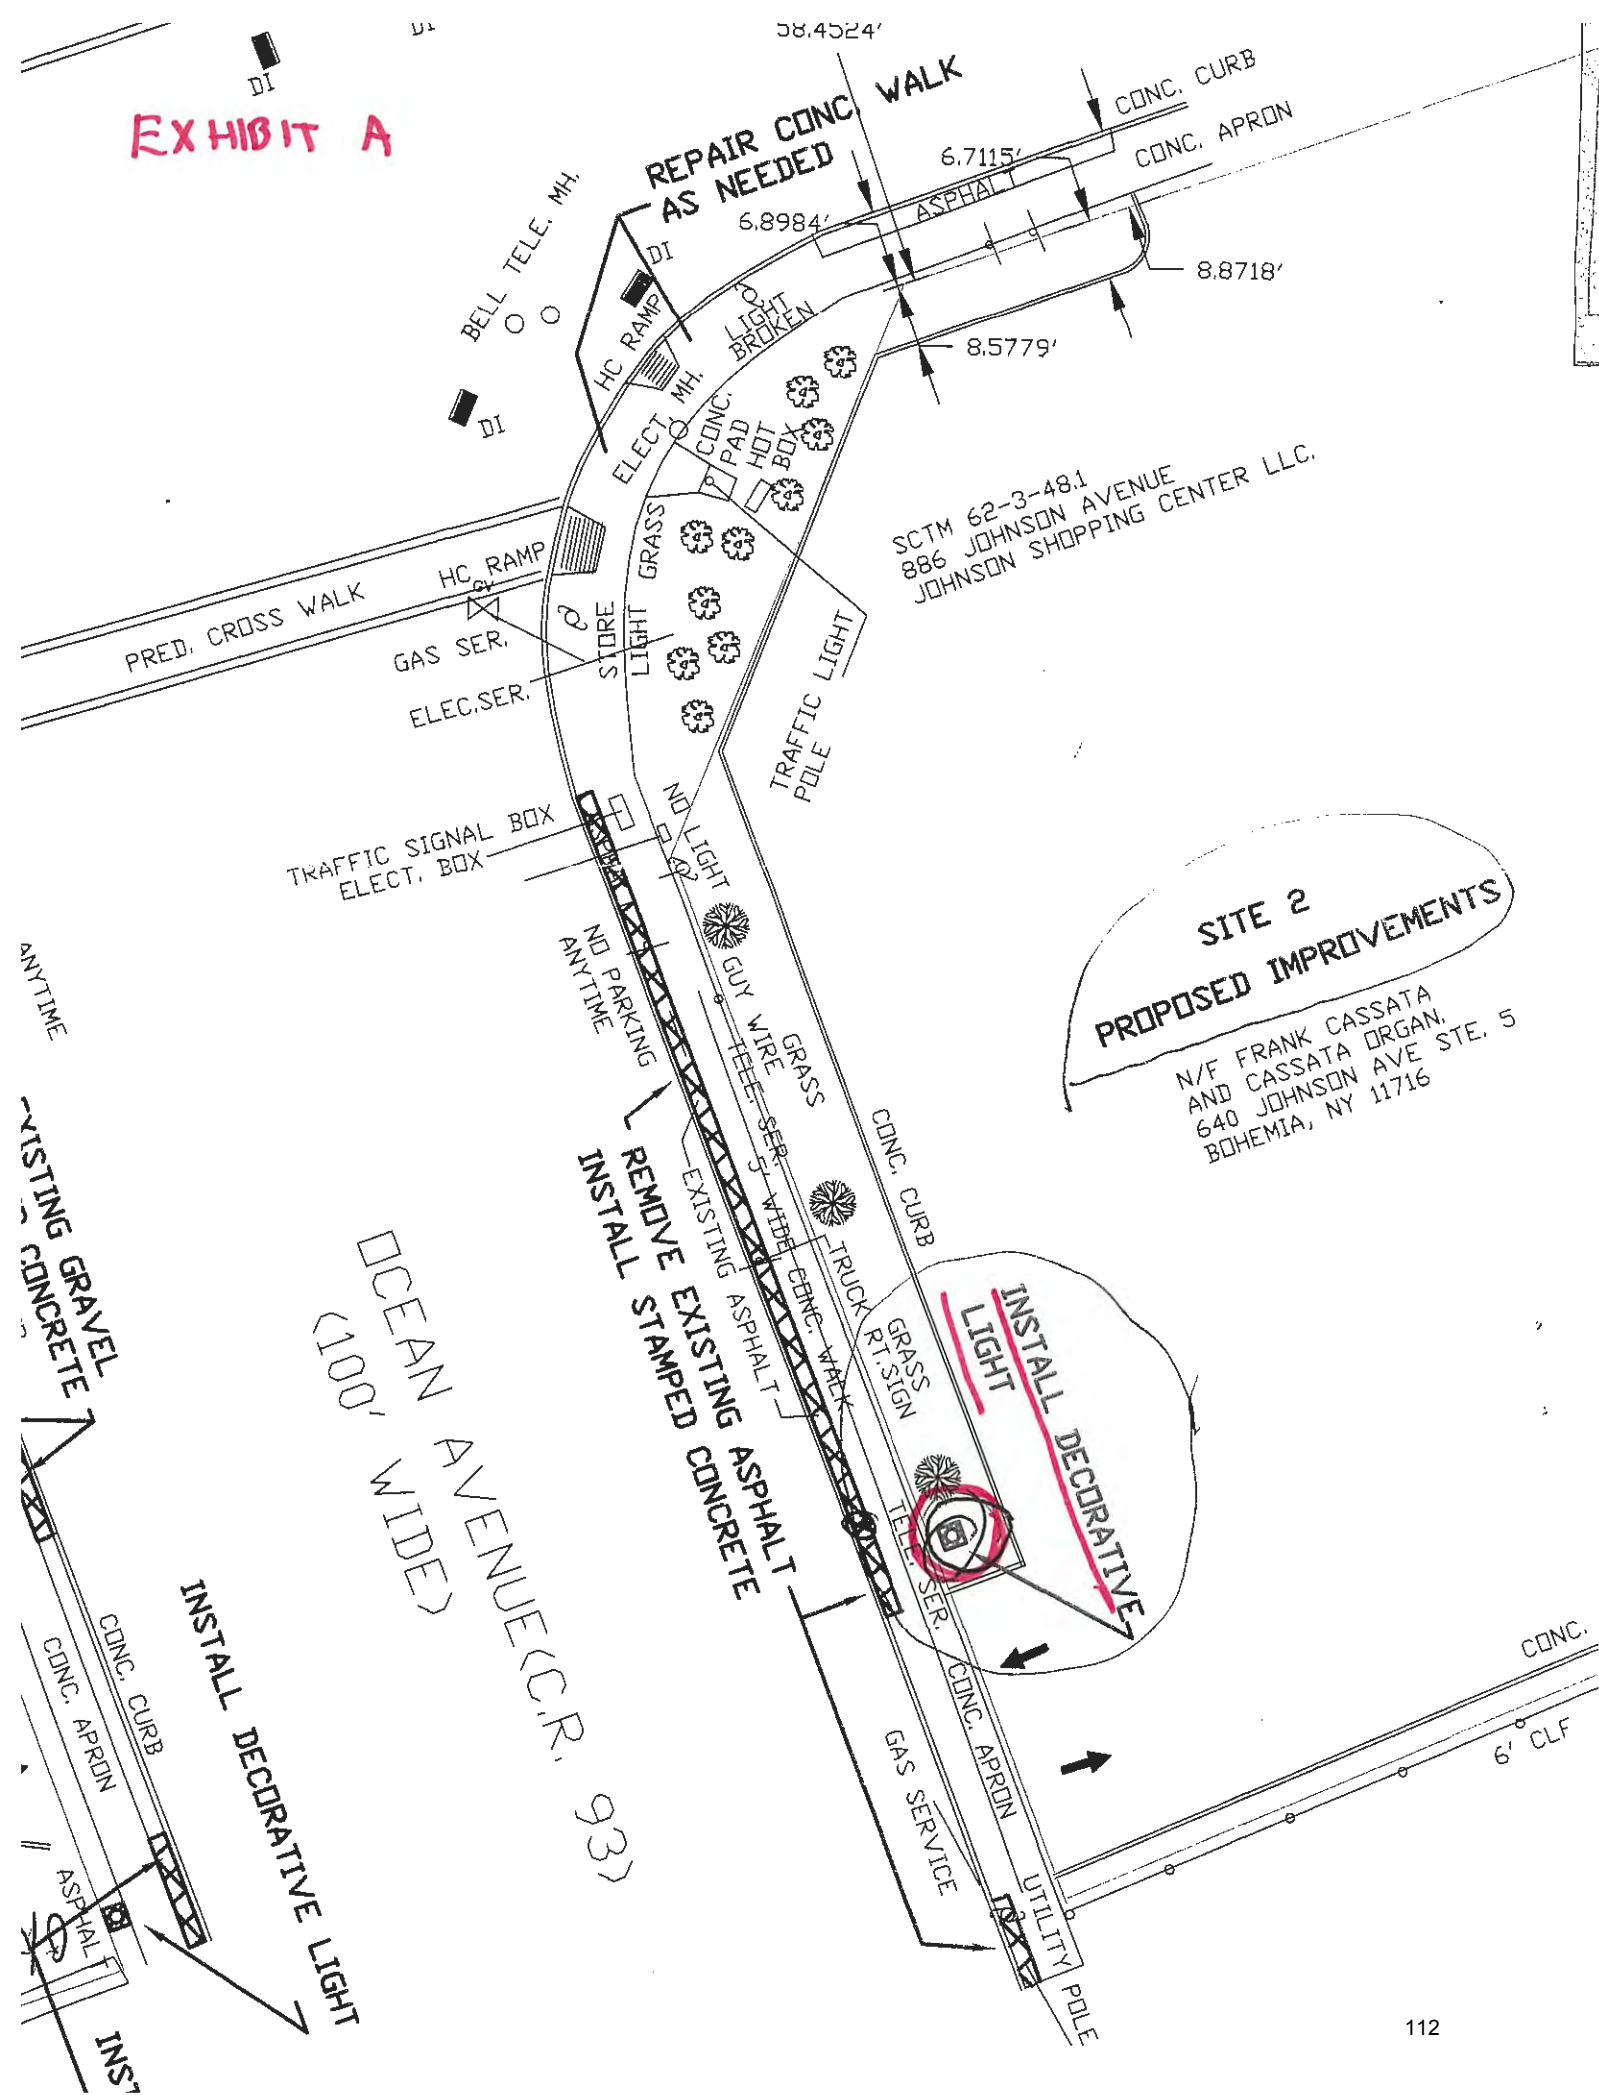 DI
DI
EXHIBIT A
58.4524'
REPAIR CONC. WALK
AS NEEDED
CONC. CURB
CONC. APRON
6.7115'
ASPHALT
6.8984'
8.8718'
8.5779'
BELL TELE. MH.
DI
HC RAMP
LIGHT
BROKEN
DI
ELECT. MH.
CONC.
PAD
HOT
BOX
GRASS
SCTM 62-3-48.1
886 JOHNSON AVENUE
JOHNSON SHOPPING CENTER LLC.
HC RAMP
GV
PRED. CROSS WALK
GAS SER.
ELEC.SER.
STORE
LIGHT
TRAFFIC LIGHT
POLE
TRAFFIC SIGNAL BOX
ELECT. BOX
NO LIGHT
ASPHALT
NO PARKING
ANYTIME
GUY WIRE
TELE. SER.
GRASS
SITE 2
PROPOSED IMPROVEMENTS
N/F FRANK CASSATA
AND CASSATA ORGAN.
640 JOHNSON AVE STE. 5
BOHEMIA, NY 11716
ANYTIME
CONC. CURB
REMOVE EXISTING ASPHALT
INSTALL STAMPED CONCRETE
EXISTING ASPHALT
5' WIDE CONC. WALK
TRUCK
RT.SIGN
GRASS
INSTALL DECORATIVE
LIGHT
EXISTING GRAVEL
CONCRETE
OCEAN AVENUE(C.R. 93)
(100' WIDE)
TELE. SER.
CONC. APRON
GAS SERVICE
UTILITY POLE
CONC.
6' CLF
CONC. CURB
CONC. APRON
ASPHALT
INSTALL DECORATIVE LIGHT
INST
112